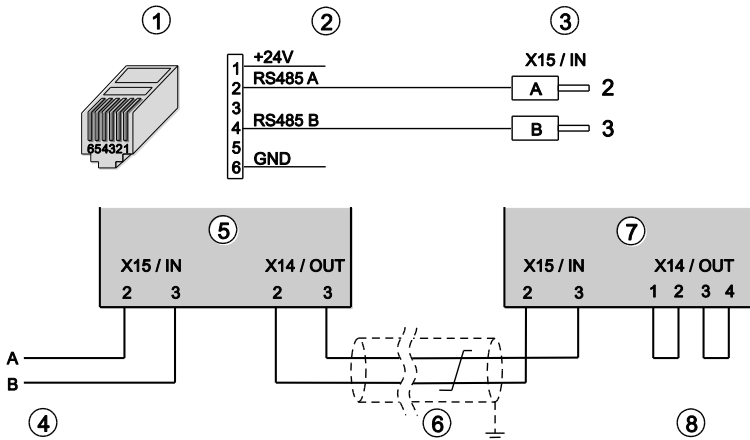 1 2 3
654321
1 +24V
2 RS485 A
3
4 RS485 B
5
6 GND
X15 / IN
A 2
B 3
5 7
X15 / IN X14 / OUT X15 / IN X14 / OUT
2 3 2 3 2 3 1 2 3 4
A
B
4 6 8